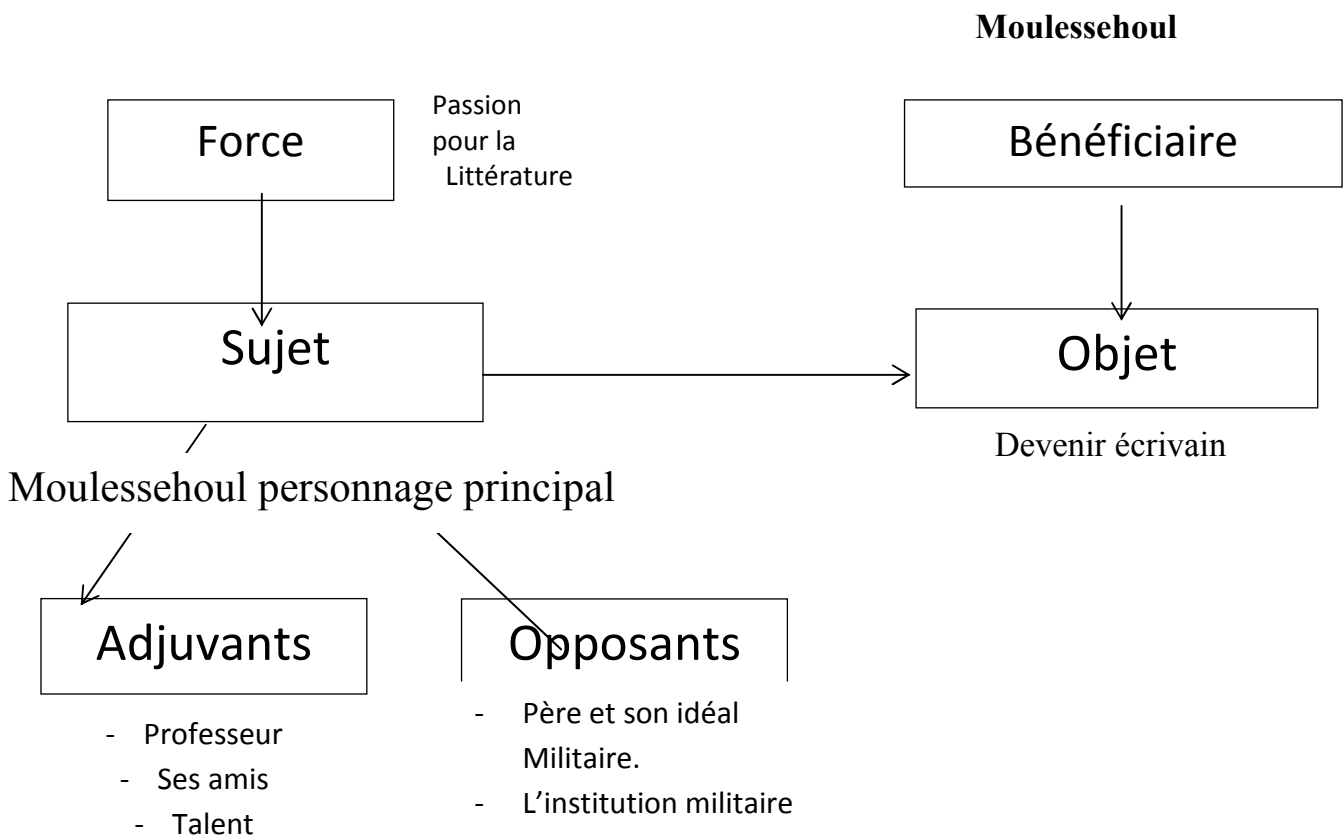 Moulessehoul
Force
Passion
pour la
Littérature
Bénéficiaire
Sujet
Objet
Devenir écrivain
Moulessehoul personnage principal
Adjuvants
- Professeur
- Ses amis
- Talent
Opposants
- Père et son idéal
Militaire.
- L’institution militaire